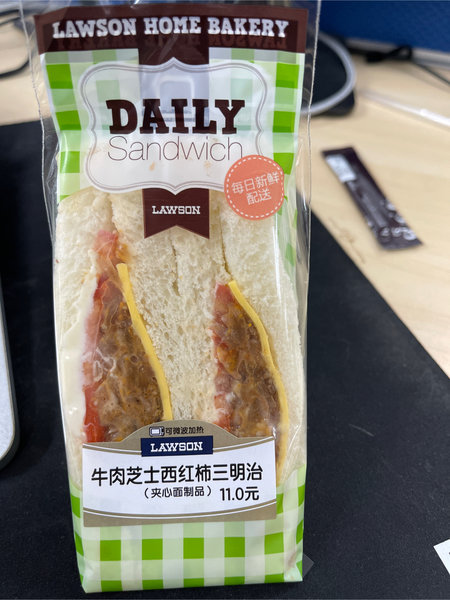 LAWSON HOME BAKERY
DAILY
Sandwich
每日新鲜
配送
LAWSON
可微波加热
LAWSON
牛肉芝士西红柿三明治
(夹心面制品) 11.0元